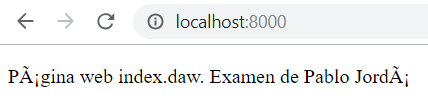 localhost:8000
PÃ¡gina web index.daw. Examen de Pablo JordÃ¡